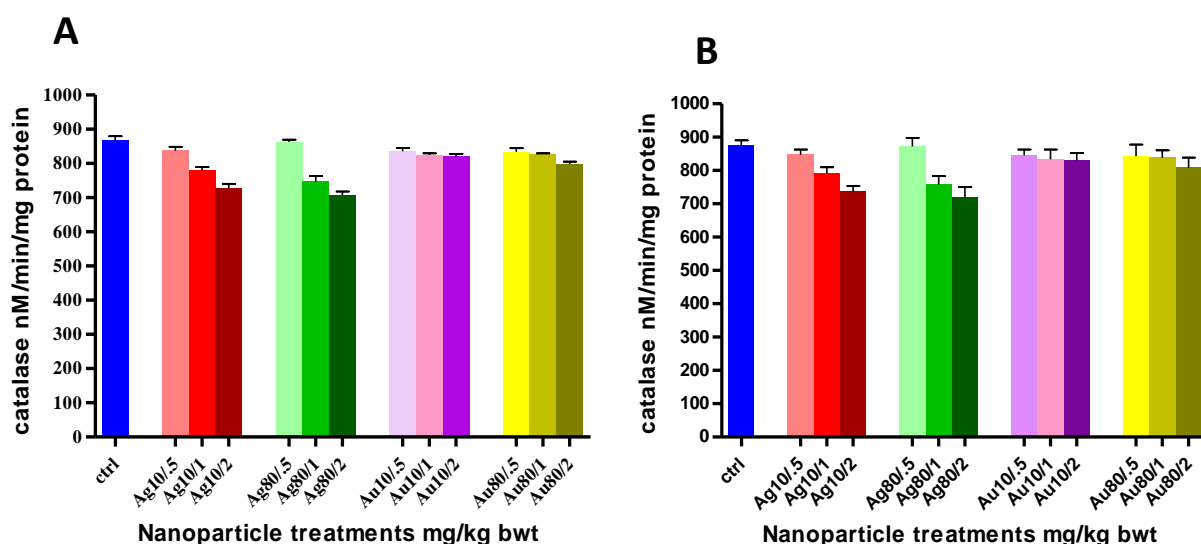 A
catalase nM/min/mg protein
1000
900
800
700
600
500
400
300
200
100
0
ctrl
Ag10/.5
Ag10/1
Ag10/2
Ag80/.5
Ag80/1
Ag80/2
Au10/.5
Au10/1
Au10/2
Au80/.5
Au80/1
Au80/2
Nanoparticle treatments mg/kg bwt
B
catalase nM/min/mg protein
1000
900
800
700
600
500
400
300
200
100
0
ctrl
Ag10/.5
Ag10/1
Ag10/2
Ag80/.5
Ag80/1
Ag80/2
Au10/.5
Au10/1
Au10/2
Au80/.5
Au80/1
Au80/2
Nanoparticle treatments mg/kg bwt